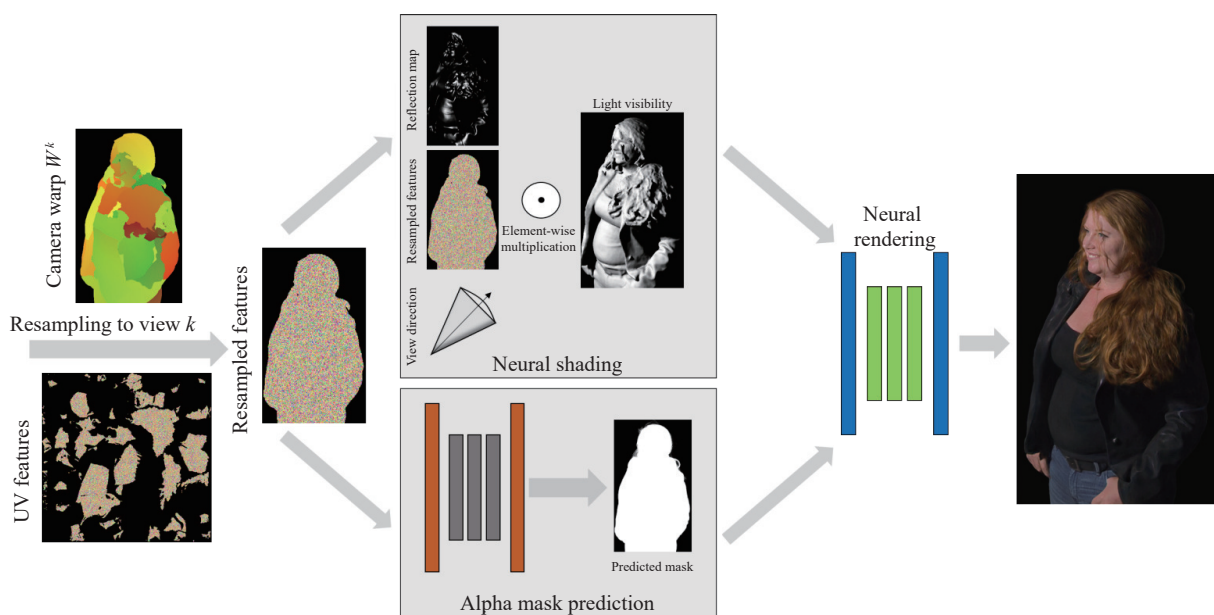 Camera warp W^k
Resampling to view k
UV features
Resampled features
Reflection map
Resampled features
View direction
Element-wise
multiplication
Light visibility
Neural shading
Predicted mask
Alpha mask prediction
Neural
rendering